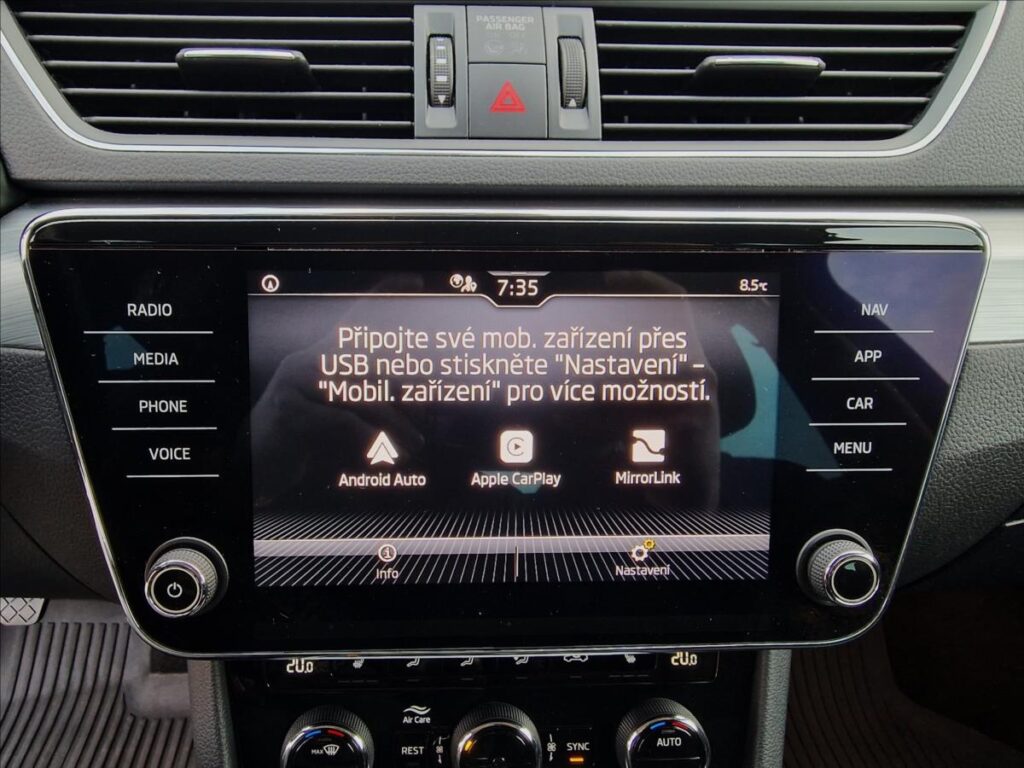 PASSENGER
AIR BAG
7:35
8.5°C
RADIO
MEDIA
PHONE
VOICE
Připojte své mob. zařízení přes
USB nebo stiskněte "Nastavení" –
"Mobil. zařízení" pro více možností.
Android Auto
Apple CarPlay
MirrorLink
Info
Nastavení
NAV
APP
CAR
MENU
20.0
20.0
Air Care
MAX
REST
SYNC
AUTO